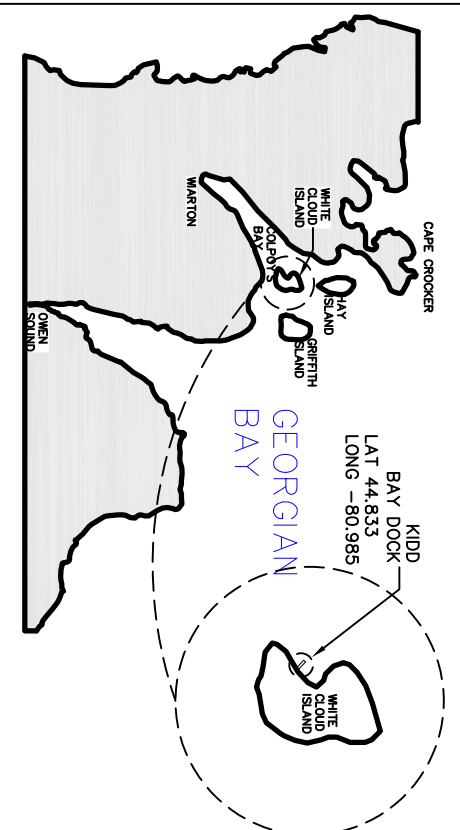 CAPE CROCKER
WHITE
CLOUD
ISLAND
HAY
ISLAND
GRIFFITH
ISLAND
COLPOY'S
BAY
WIARTON
OWEN
SOUND
GEORGIAN
BAY
KIDD
BAY DOCK
LAT 44.833
LONG -80.985
WHITE
CLOUD
ISLAND